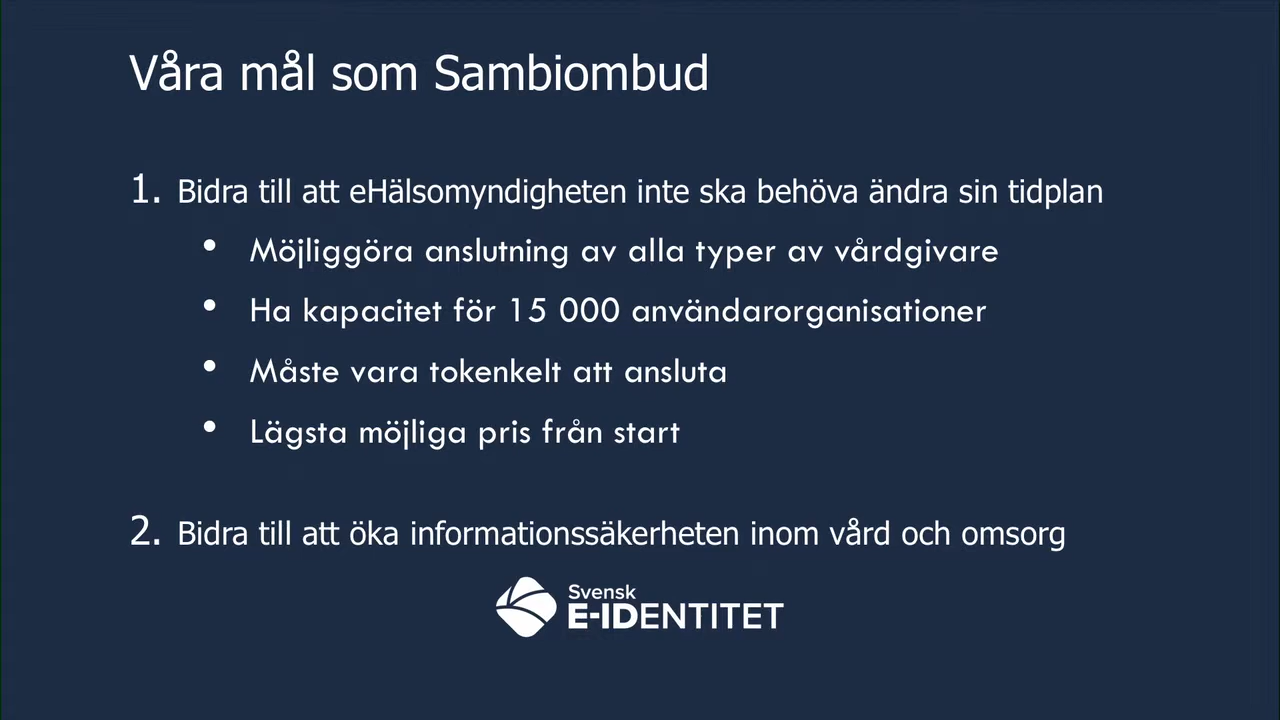 Våra mål som Sambiombud
1. Bidra till att eHälsomyndigheten inte ska behöva ändra sin tidplan
• Möjliggöra anslutning av alla typer av vårdgivare
• Ha kapacitet för 15 000 användarorganisationer
• Måste vara tokenkelt att ansluta
• Lägsta möjliga pris från start
2. Bidra till att öka informationssäkerheten inom vård och omsorg
Svensk
E-IDENTITET